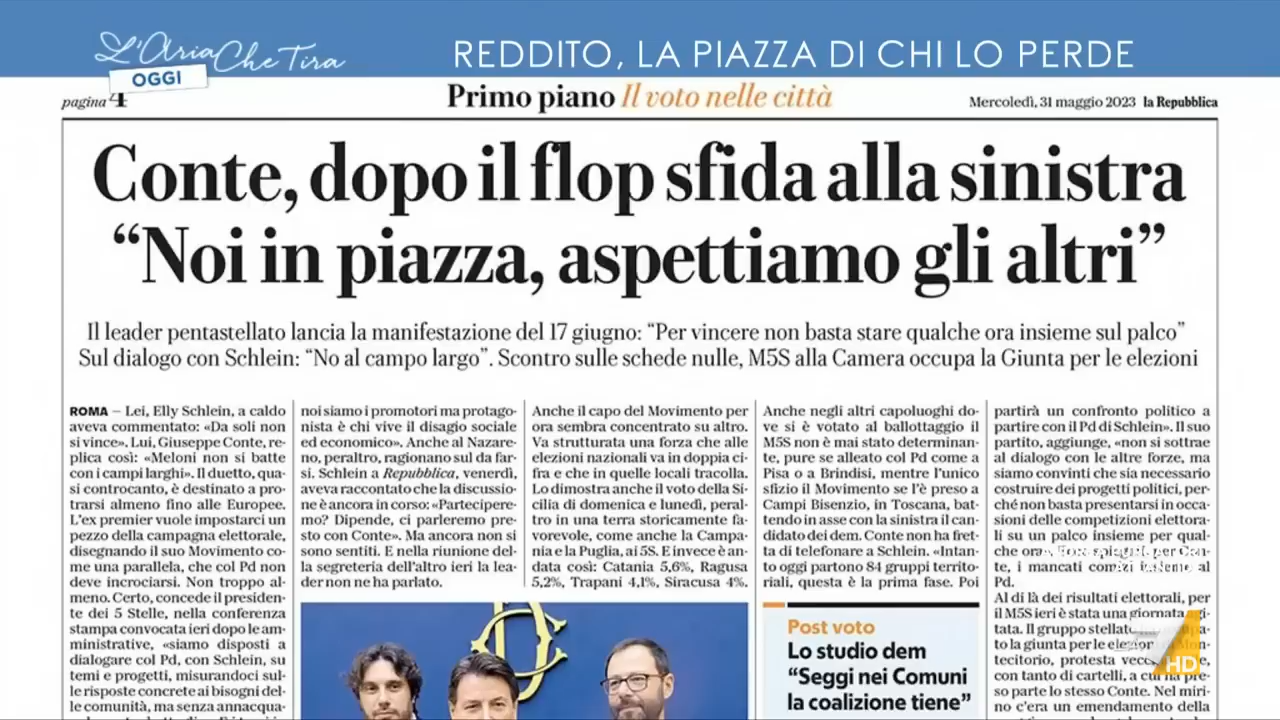 L'Aria Che Tira
OGGI
REDDITO, LA PIAZZA DI CHI LO PERDE
pagina 4
Primo piano Il voto nelle città
Mercoledì, 31 maggio 2023 la Repubblica
Conte, dopo il flop sfida alla sinistra
“Noi in piazza, aspettiamo gli altri”
Il leader pentastellato lancia la manifestazione del 17 giugno: “Per vincere non basta stare qualche ora insieme sul palco”
Sul dialogo con Schlein: “No al campo largo”. Scontro sulle schede nulle, M5S alla Camera occupa la Giunta per le elezioni
ROMA – Lei, Elly Schlein, a caldo
aveva commentato: «Da soli non
si vince». Lui, Giuseppe Conte, re-
plica così: «Meloni non si batte
con i campi larghi». Il duetto, qua-
si controcanto, è destinato a pro-
trarsi almeno fino alle Europee.
L'ex premier vuole impostarci un
pezzo della campagna elettorale,
disegnando il suo Movimento co-
me una parallela, che col Pd non
deve incrociarsi. Non troppo al-
meno. Certo, concede il presiden-
te dei 5 Stelle, nella conferenza
stampa convocata ieri dopo le am-
ministrative, «siamo disposti a
dialogare col Pd, con Schlein, su
temi e progetti, misurandoci sul-
le risposte concrete ai bisogni del-
le comunità, ma senza annacqua-
noi siamo i promotori ma protago-
nista è chi vive il disagio sociale
ed economico». Anche al Nazare-
no, peraltro, ragionano sul da far-
si. Schlein a Repubblica, venerdì,
aveva raccontato che la discussio-
ne è ancora in corso: «Partecipere-
mo? Dipende, ci parleremo pre-
sto con Conte». Ma ancora non si
sono sentiti. E nella riunione del-
la segreteria dell'altro ieri la lea-
der non ne ha parlato.
Anche il capo del Movimento per
ora sembra concentrato su altro.
Va strutturata una forza che alle
elezioni nazionali va in doppia ci-
fra e che in quelle locali tracolla.
Lo dimostra anche il voto della Si-
cilia di domenica e lunedì, peral-
tro in una terra storicamente fa-
vorevole, come anche la Campa-
nia e la Puglia, ai 5S. E invece è an-
data così: Catania 5,6%, Ragusa
5,2%, Trapani 4,1%, Siracusa 4%.
Anche negli altri capoluoghi do-
ve si è votato al ballottaggio il
M5S non è mai stato determinan-
te, pure se alleato col Pd come a
Pisa o a Brindisi, mentre l'unico
sfizio il Movimento se l'è preso a
Campi Bisenzio, in Toscana, bat-
tendo in asse con la sinistra il can-
didato dei dem. Conte non ha fret-
ta di telefonare a Schlein. «Intan-
to oggi partono 84 gruppi territo-
riali, questa è la prima fase. Poi
Post voto
Lo studio dem
“Seggi nei Comuni
la coalizione tiene”
partirà un confronto politico a
partire con il Pd di Schlein». Il suo
partito, aggiunge, «non si sottrae
al dialogo con le altre forze, ma
siamo convinti che sia necessario
costruire dei progetti politici, per-
ché non basta presentarsi in occa-
sioni delle competizioni elettora-
li su un palco insieme per qual-
che ora
te, i mancati al
Pd.
Al di là dei risultati elettorali, per
il M5S ieri è stata una giornata agi-
tata. Il gruppo stellato
to la giunta per le elezioni
tecitorio, protesta
con tanto di cartelli, a cui ha pre-
so parte lo stesso Conte. Nel miri-
no c'era un emendamento della
HD